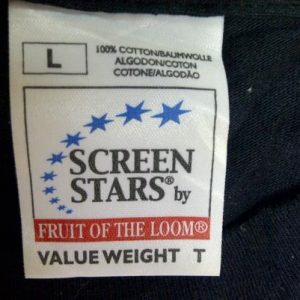 L
100% COTTON/BAUMWOLLE
ALGODON/COTON
COTONE/ALGODÃO
SCREEN
STARS® by
FRUIT OF THE LOOM®
VALUE WEIGHT T